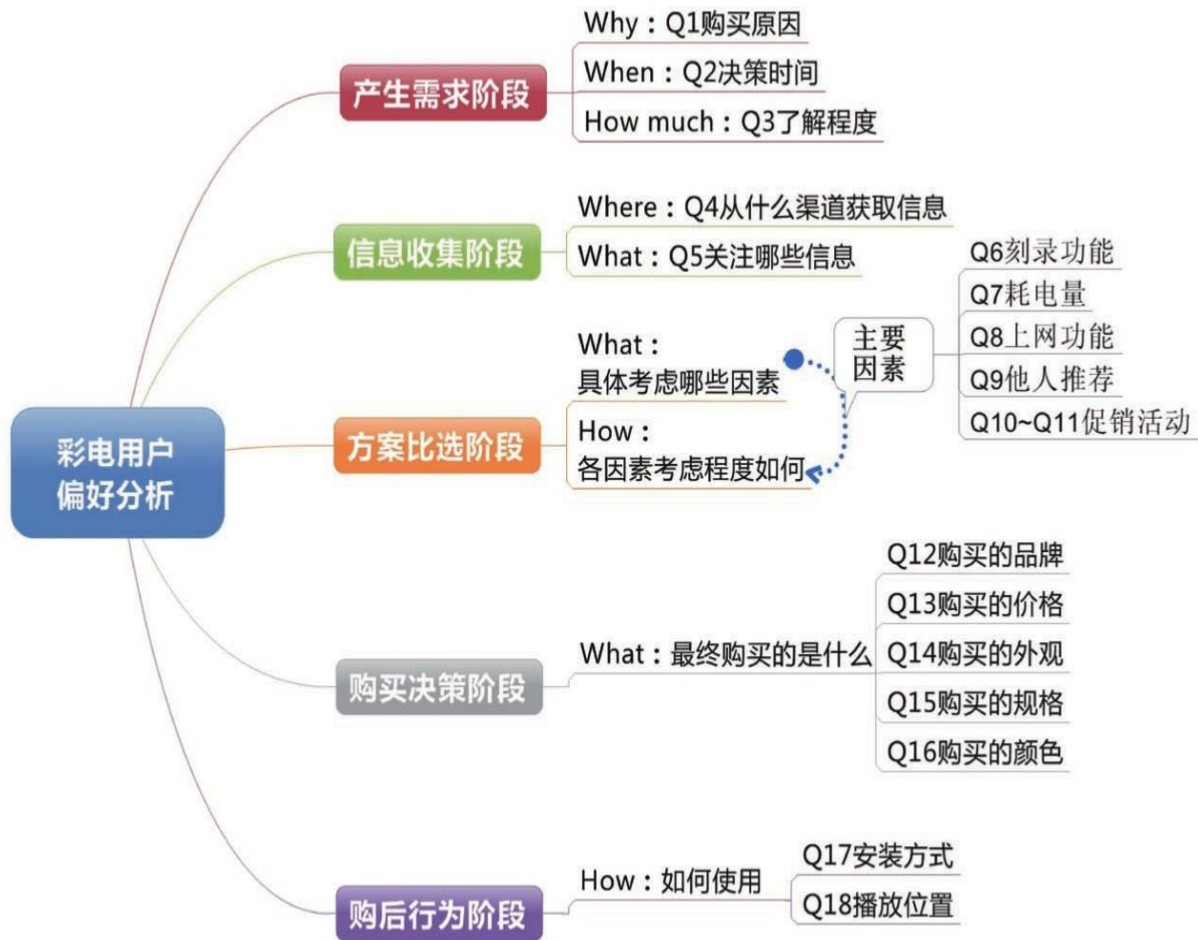 彩电用户
偏好分析
产生需求阶段
Why：Q1购买原因
When：Q2决策时间
How much：Q3了解程度
信息收集阶段
Where：Q4从什么渠道获取信息
What：Q5关注哪些信息
方案比选阶段
What：
具体考虑哪些因素
How：
各因素考虑程度如何
主要
因素
Q6刻录功能
Q7耗电量
Q8上网功能
Q9他人推荐
Q10~Q11促销活动
购买决策阶段
What：最终购买的是什么
Q12购买的品牌
Q13购买的价格
Q14购买的外观
Q15购买的规格
Q16购买的颜色
购后行为阶段
How：如何使用
Q17安装方式
Q18播放位置